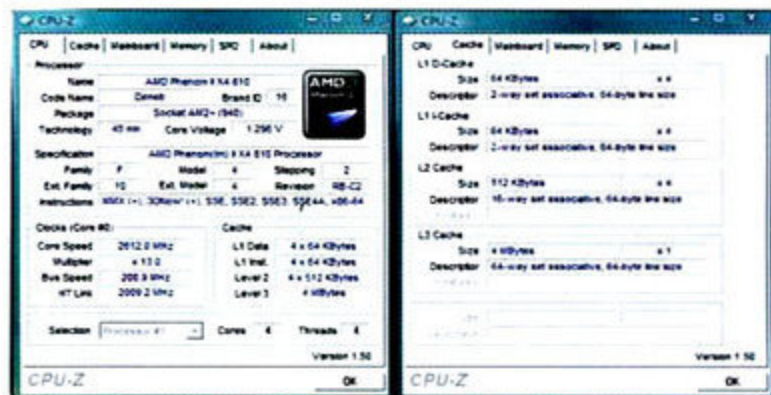 CPU-Z
CPU Cache Mainboard Memory SPD About
Processor
Name AMD Phenom II X4 810
Code Name Deneb Brand ID 16
Package Socket AM2+ (940)
Technology 45 nm Core Voltage 1.296 V
AMD
Specification AMD Phenom(tm) II X4 810 Processor
Family F Model 4 Stepping 2
Ext. Family 10 Ext. Model 4 Revision RB-C2
Instructions MMX (+), 3DNow! (+), SSE, SSE2, SSE3, SSE4A, x86-64
Clocks (Core #0)
Core Speed 2612.0 MHz
Multiplier x 13.0
Bus Speed 200.9 MHz
HT Link 2009.2 MHz
Cache
L1 Data 4 x 64 KBytes
L1 Inst. 4 x 64 KBytes
Level 2 4 x 512 KBytes
Level 3 4 MBytes
Selection Processor #1 Cores 4 Threads 4
Version 1.50
CPU-Z OK
CPU-Z
CPU Cache Mainboard Memory SPD About
L1 D-Cache
Size 64 KBytes x 4
Descriptor 2-way set associative, 64-byte line size
L1 I-Cache
Size 64 KBytes x 4
Descriptor 2-way set associative, 64-byte line size
L2 Cache
Size 512 KBytes x 4
Descriptor 16-way set associative, 64-byte line size
L3 Cache
Size 4 MBytes x 1
Descriptor 64-way set associative, 64-byte line size
Version 1.50
CPU-Z OK